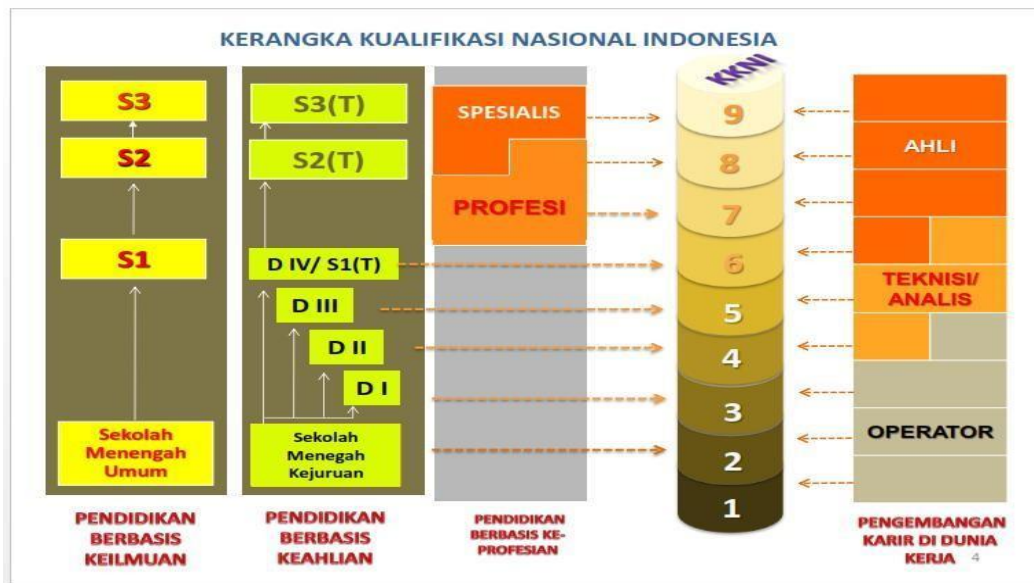 KERANGKA KUALIFIKASI NASIONAL INDONESIA
S3
S2
S1
Sekolah
Menengah
Umum
PENDIDIKAN
BERBASIS
KEILMUAN
S3(T)
S2(T)
D IV/ S1(T)
D III
D II
D I
Sekolah
Menegah
Kejuruan
PENDIDIKAN
BERBASIS
KEAHLIAN
SPESIALIS
PROFESI
PENDIDIKAN
BERBASIS KE-
PROFESIAN
KKNI
9
8
7
6
5
4
3
2
1
AHLI
TEKNISI/
ANALIS
OPERATOR
PENGEMBANGAN
KARIR DI DUNIA
KERJA
4